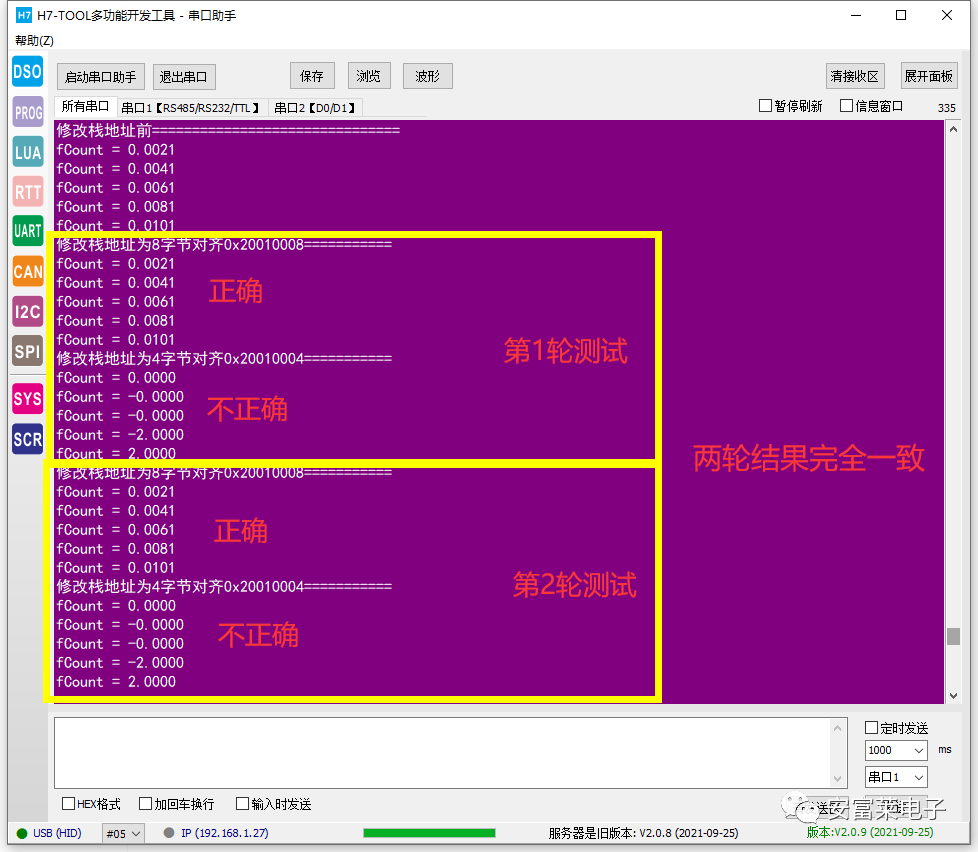 H7 H7-TOOL多功能开发工具 - 串口助手
帮助(Z)
DSO
PROG
LUA
RTT
UART
CAN
I2C
SPI
SYS
SCR
启动串口助手 退出串口 保存 浏览 波形 清接收区 展开面板
所有串口 串口1【RS485/RS232/TTL】 串口2【D0/D1】 暂停刷新 信息窗口 335
修改栈地址前===============================
fCount = 0.0021
fCount = 0.0041
fCount = 0.0061
fCount = 0.0081
fCount = 0.0101
修改栈地址为8字节对齐0x20010008===========
fCount = 0.0021
fCount = 0.0041
正确
fCount = 0.0061
fCount = 0.0081
fCount = 0.0101
第1轮测试
修改栈地址为4字节对齐0x20010004===========
fCount = 0.0000
fCount = -0.0000
不正确
fCount = -0.0000
fCount = -2.0000
fCount = 2.0000
两轮结果完全一致
修改栈地址为8字节对齐0x20010008===========
fCount = 0.0021
fCount = 0.0041
正确
fCount = 0.0061
fCount = 0.0081
fCount = 0.0101
第2轮测试
修改栈地址为4字节对齐0x20010004===========
fCount = 0.0000
fCount = -0.0000
不正确
fCount = -0.0000
fCount = -2.0000
fCount = 2.0000
定时发送
1000 ms
串口1
HEX格式 加回车换行 输入时发送
安富莱电子
USB (HID) #05 IP (192.168.1.27) 服务器是旧版本: V2.0.8 (2021-09-25) 版本:V2.0.9 (2021-09-25)